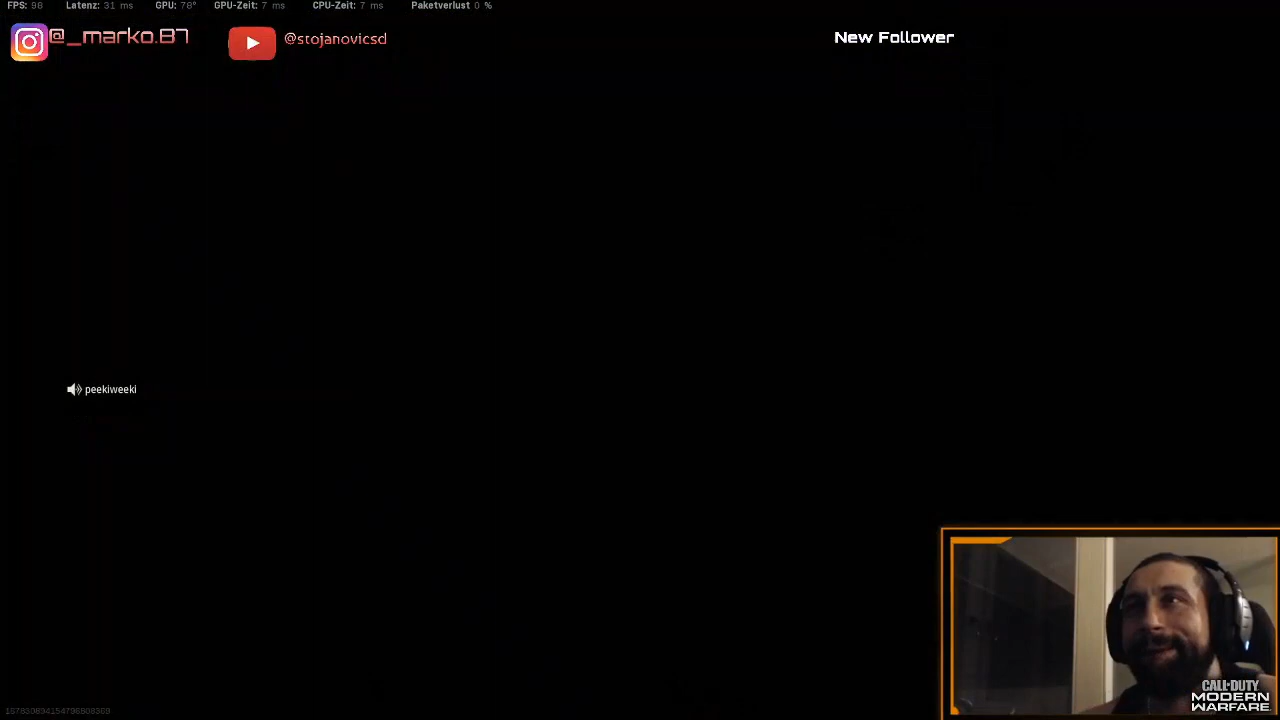 FPS: 98 Latenz: 31 ms GPU: 78° GPU-Zeit: 7 ms CPU-Zeit: 7 ms Paketverlust 0 %
@_marko.87
@stojanovicsd
New Follower
peekiweeki
CALL OF DUTY
MODERN
WARFARE